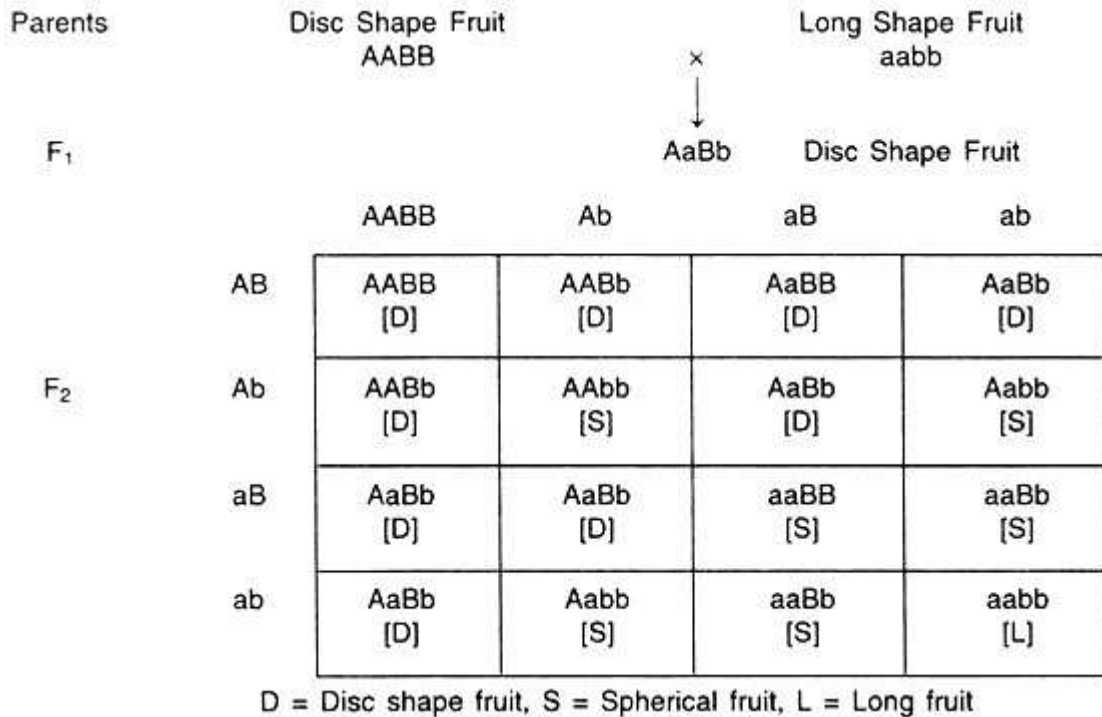 Parents Disc Shape Fruit Long Shape Fruit
AABB × aabb
F₁ AaBb Disc Shape Fruit
AABB Ab aB ab
AB AABB AABb AaBB AaBb
[D] [D] [D] [D]
F₂ Ab AABb AAbb AaBb Aabb
[D] [S] [D] [S]
aB AaBb AaBb aaBB aaBb
[D] [D] [S] [S]
ab AaBb Aabb aaBb aabb
[D] [S] [S] [L]
D = Disc shape fruit, S = Spherical fruit, L = Long fruit